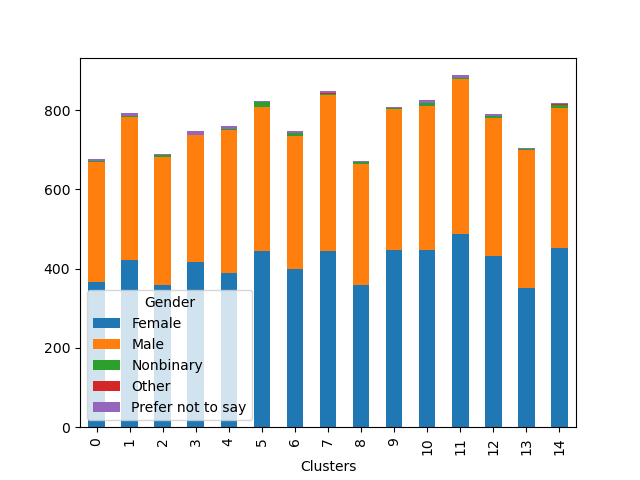 800
600
400
200
0
Gender
Female
Male
Nonbinary
Other
Prefer not to say
0 1 2 3 4 5 6 7 8 9 10 11 12 13 14
Clusters